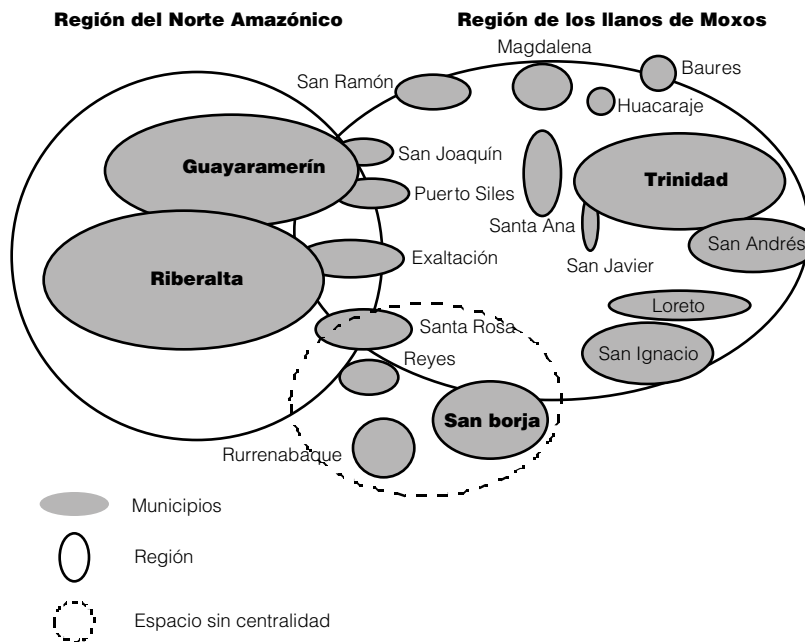 Región del Norte Amazónico
Región de los llanos de Moxos
Magdalena
Baures
San Ramón
Huacaraje
San Joaquín
Guayaramerín
Trinidad
Puerto Siles
Santa Ana
San Andrés
Exaltación
San Javier
Riberalta
Loreto
Santa Rosa
San Ignacio
Reyes
San borja
Rurrenabaque
Municipios
Región
Espacio sin centralidad